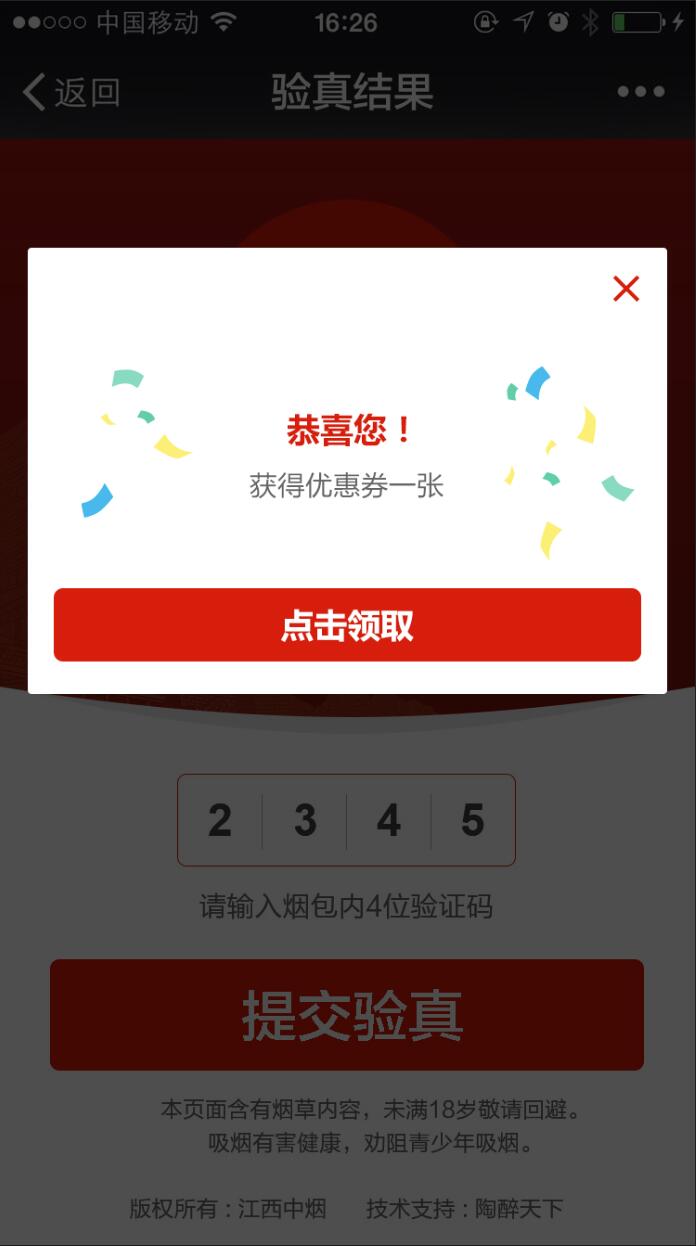 中国移动 16:26
返回 验真结果
恭喜您！
获得优惠券一张
点击领取
2 3 4 5
请输入烟包内4位验证码
提交验真
本页面含有烟草内容，未满18岁敬请回避。
吸烟有害健康，劝阻青少年吸烟。
版权所有 : 江西中烟 技术支持 : 陶醉天下